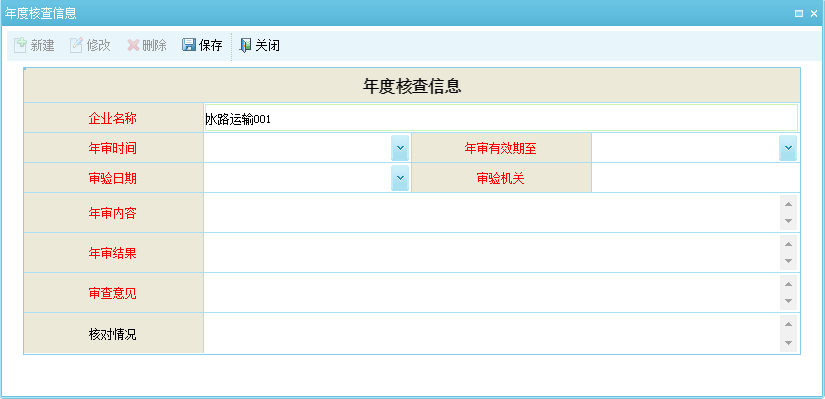 年度核查信息
新建 修改 删除 保存 关闭
年度核查信息
企业名称 水路运输001
年审时间 年审有效期至
审验日期 审验机关
年审内容
年审结果
审查意见
核对情况